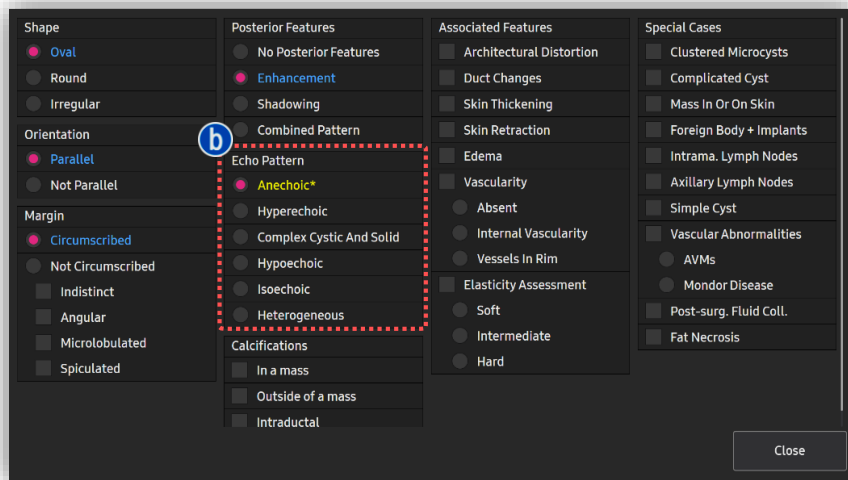 Shape
Oval
Round
Irregular
Orientation
Parallel
Not Parallel
Margin
Circumscribed
Not Circumscribed
Indistinct
Angular
Microlobulated
Spiculated
Posterior Features
No Posterior Features
Enhancement
Shadowing
Combined Pattern
b
Echo Pattern
Anechoic*
Hyperechoic
Complex Cystic And Solid
Hypoechoic
Isoechoic
Heterogeneous
Calcifications
In a mass
Outside of a mass
Intraductal
Associated Features
Architectural Distortion
Duct Changes
Skin Thickening
Skin Retraction
Edema
Vascularity
Absent
Internal Vascularity
Vessels In Rim
Elasticity Assessment
Soft
Intermediate
Hard
Special Cases
Clustered Microcysts
Complicated Cyst
Mass In Or On Skin
Foreign Body + Implants
Intrama. Lymph Nodes
Axillary Lymph Nodes
Simple Cyst
Vascular Abnormalities
AVMs
Mondor Disease
Post-surg. Fluid Coll.
Fat Necrosis
Close